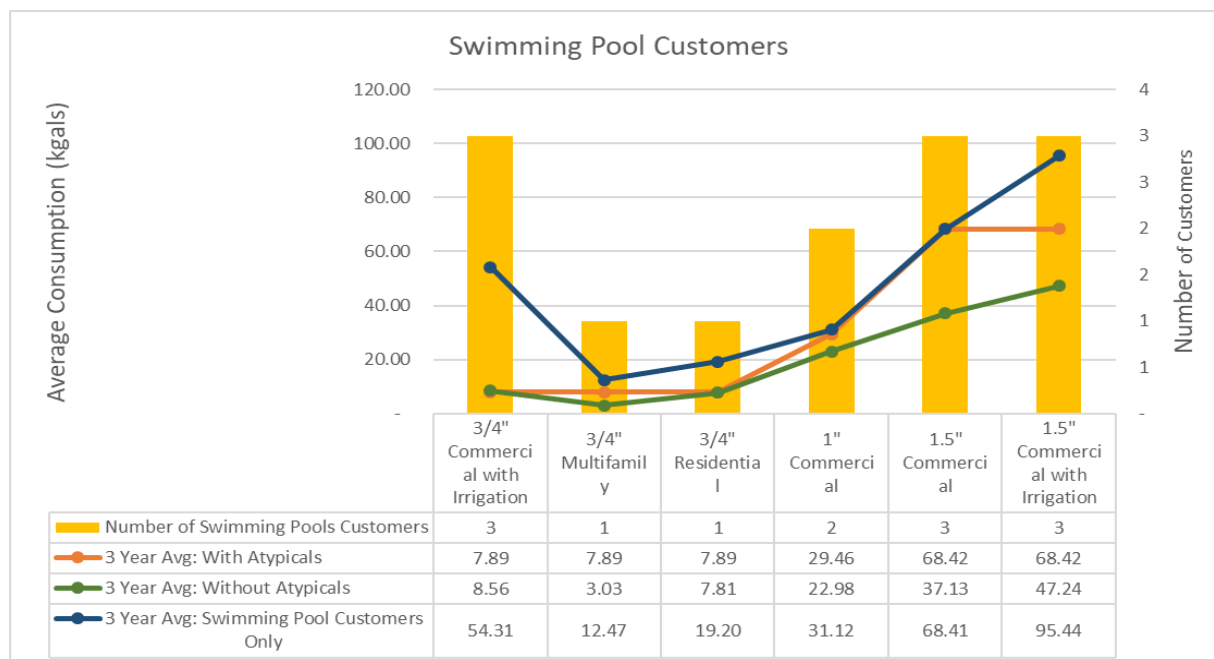 Swimming Pool Customers
Average Consumption (kgals)
120.00
100.00
80.00
60.00
40.00
20.00
-
4
3
3
2
2
1
1
-
Number of Customers
3/4"
Commerci
al with
Irrigation
3/4"
Multifamil
y
3/4"
Residentia
l
1"
Commerci
al
1.5"
Commerci
al
1.5"
Commerci
al with
Irrigation
Number of Swimming Pools Customers 3 1 1 2 3 3
3 Year Avg: With Atypicals 7.89 7.89 7.89 29.46 68.42 68.42
3 Year Avg: Without Atypicals 8.56 3.03 7.81 22.98 37.13 47.24
3 Year Avg: Swimming Pool Customers
Only 54.31 12.47 19.20 31.12 68.41 95.44